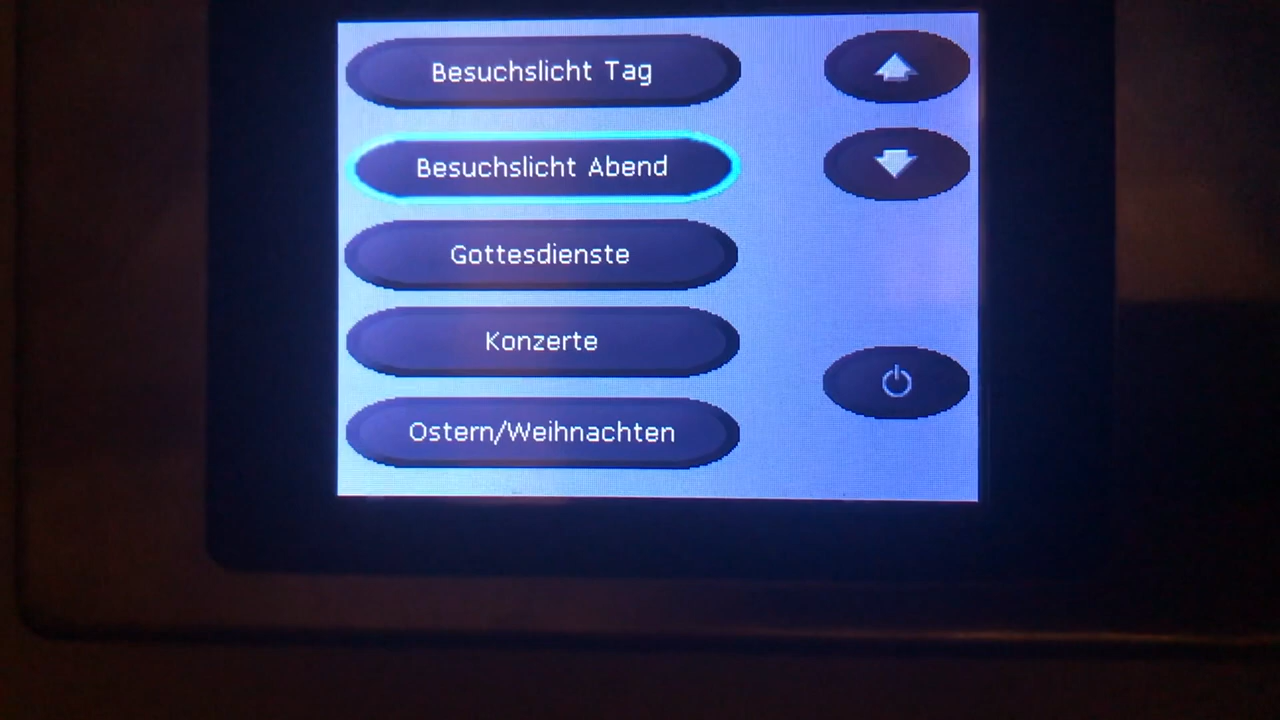 Besuchslicht Tag
Besuchslicht Abend
Gottesdienste
Konzerte
Ostern/Weihnachten